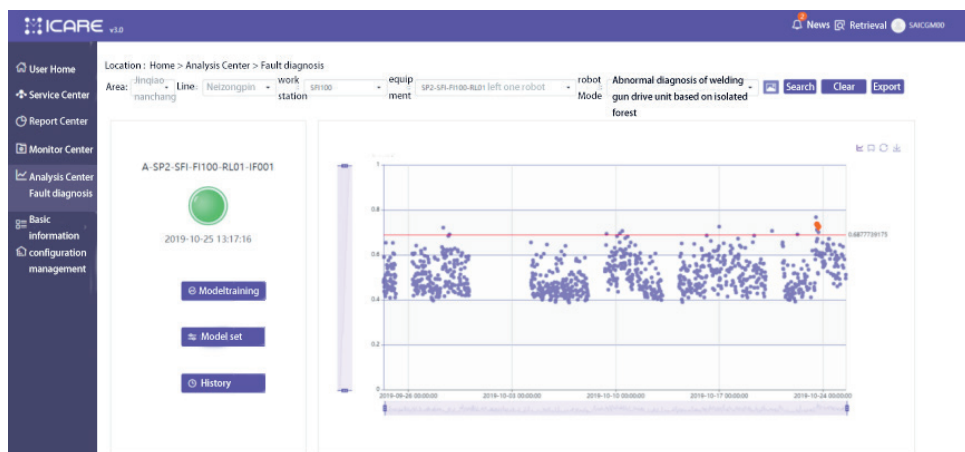 ICARE v3.0
2 News Retrieval SAICGM00
User Home
Service Center
Report Center
Monitor Center
Analysis Center
Fault diagnosis
Basic
information
configuration
management
Location : Home > Analysis Center > Fault diagnosis
Area: Jinqiao
nanchang
Line: Neizongpin
work
station
SFI100
equip
ment
SP2-SFI-FI100-RL01 left one robot
robot
Mode
Abnormal diagnosis of welding
gun drive unit based on isolated
forest
Search Clear Export
A-SP2-SFI-FI100-RL01-IF001
2019-10-25 13:17:16
Modeltraining
Model set
History
1
0.8
0.6877739175
0.6
0.4
0.2
0
2019-09-26 00:00:00 2019-10-03 00:00:00 2019-10-10 00:00:00 2019-10-17 00:00:00 2019-10-24 00:00:00